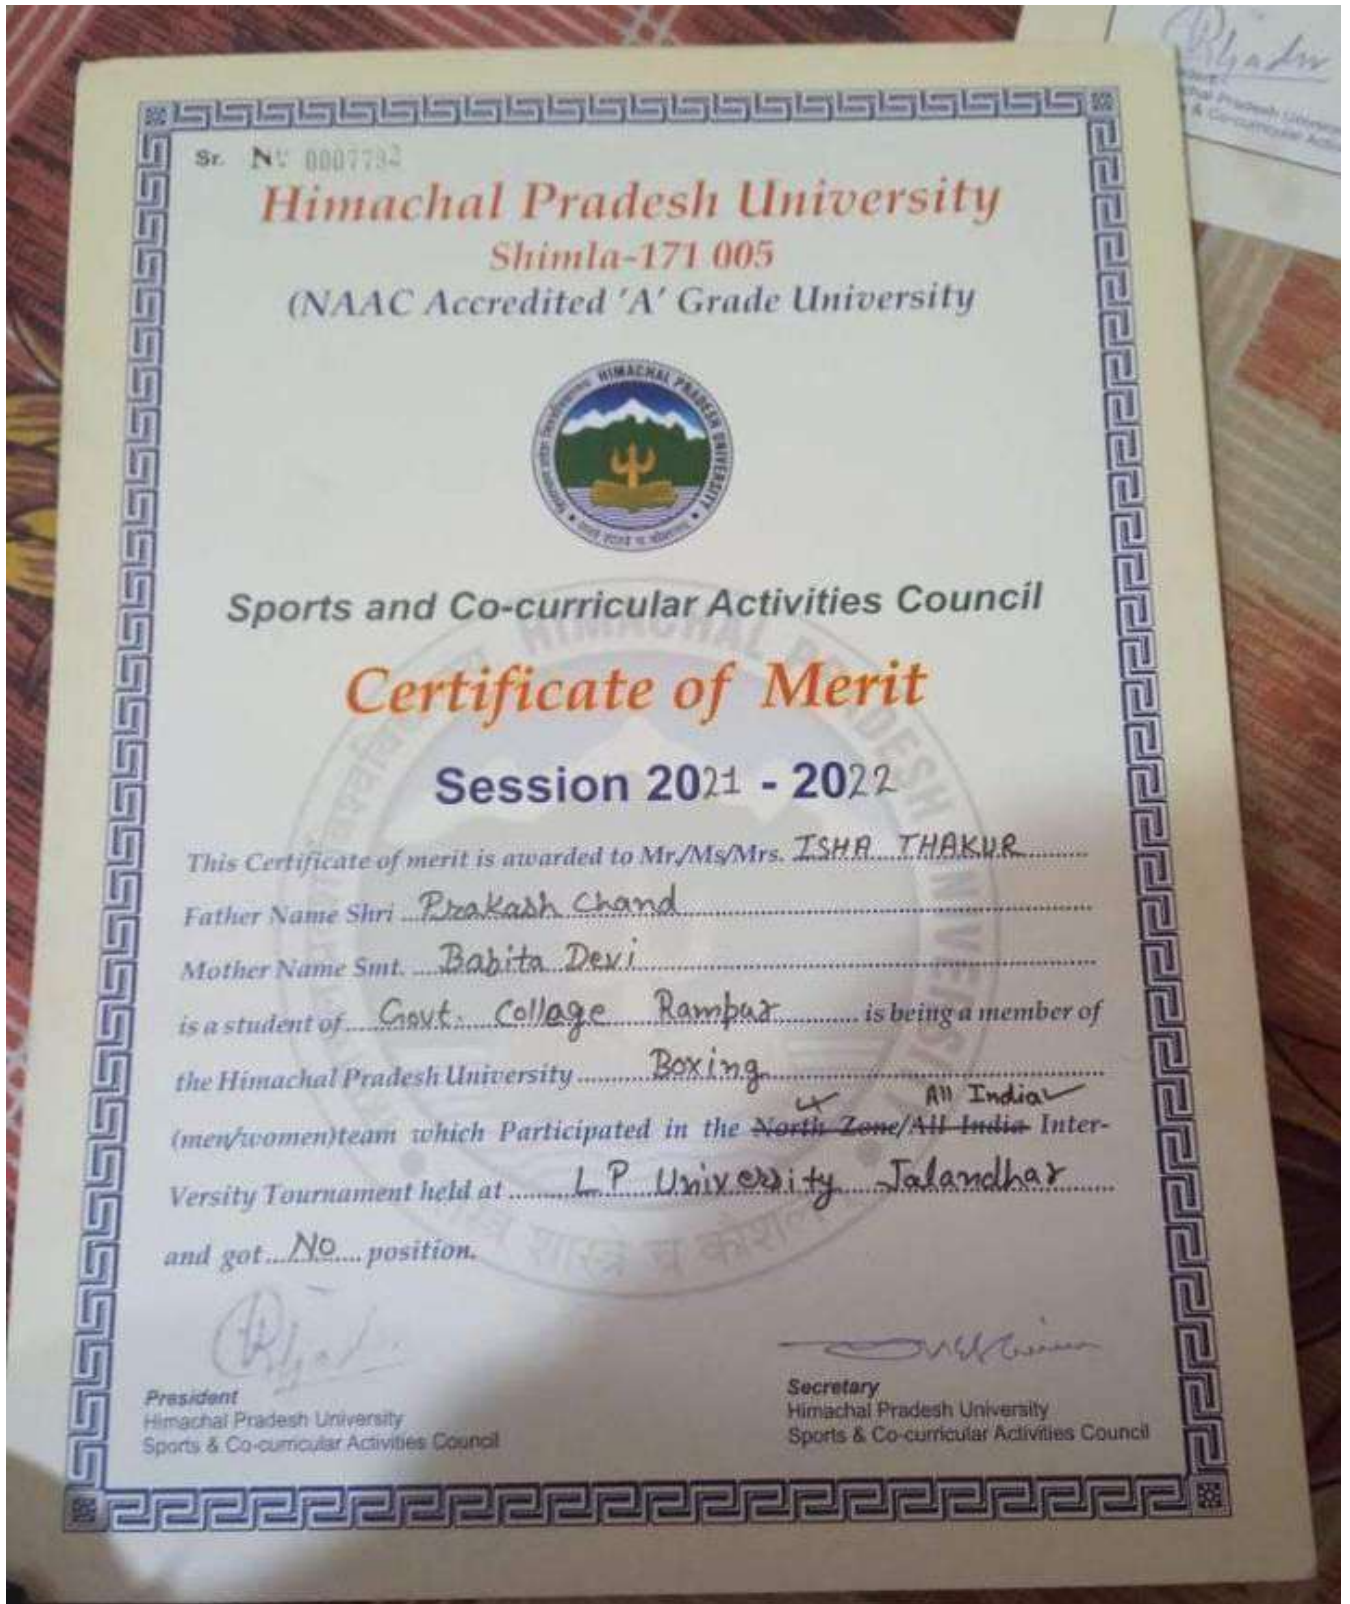 Sr. No 0007782
Himachal Pradesh University
Shimla-171 005
(NAAC Accredited 'A' Grade University
HIMACHAL PRADESH UNIVERSITY
Sports and Co-curricular Activities Council
Certificate of Merit
Session 2021 - 2022
This Certificate of merit is awarded to Mr./Ms/Mrs. ISHA THAKUR
Father Name Shri Prakash Chand
Mother Name Smt. Babita Devi
is a student of Govt. Collage Rampur is being a member of
the Himachal Pradesh University Boxing
All India
(men/women)team which Participated in the North Zone/All India Inter-
Versity Tournament held at L P University Jalandhar
and got No position.
President
Himachal Pradesh University
Sports & Co-curricular Activities Council
Secretary
Himachal Pradesh University
Sports & Co-curricular Activities Council